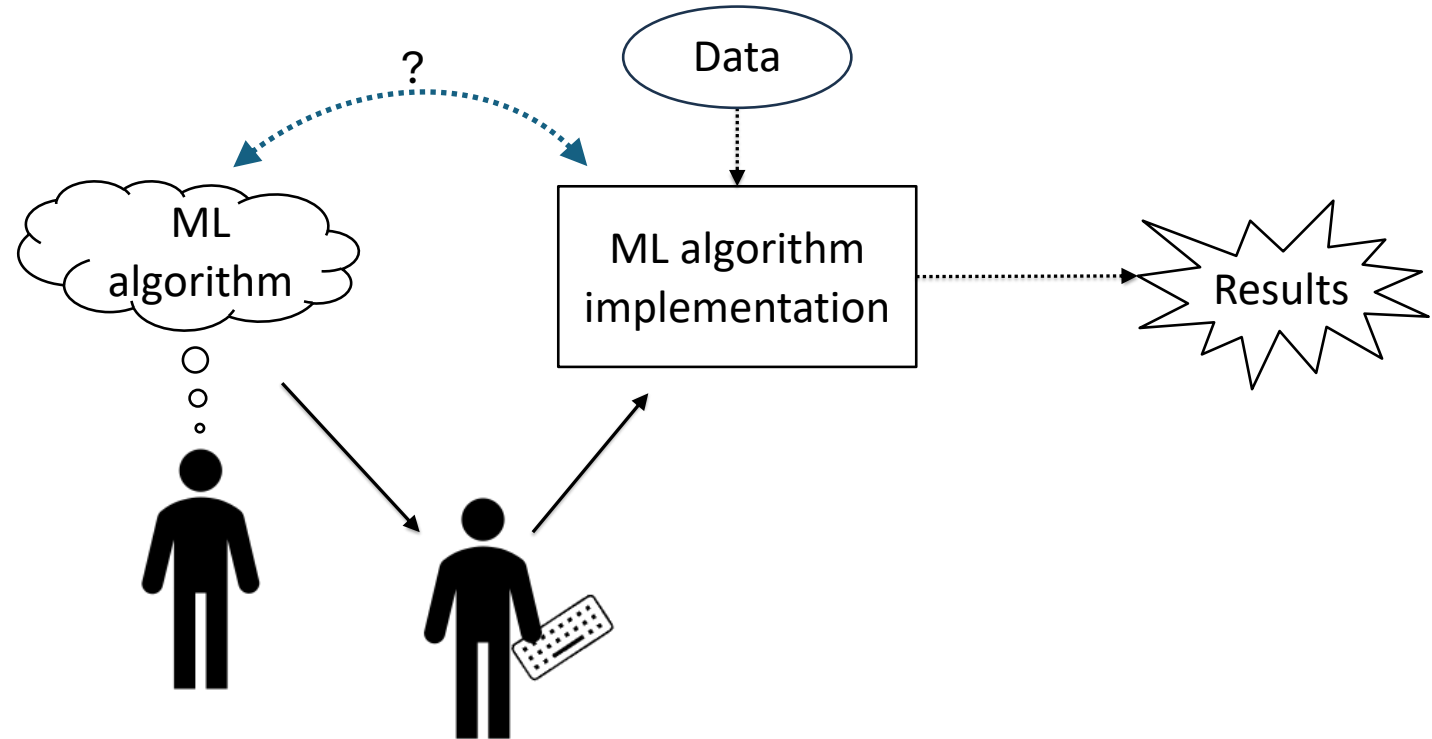 ?
Data
ML
algorithm
ML algorithm
implementation
Results